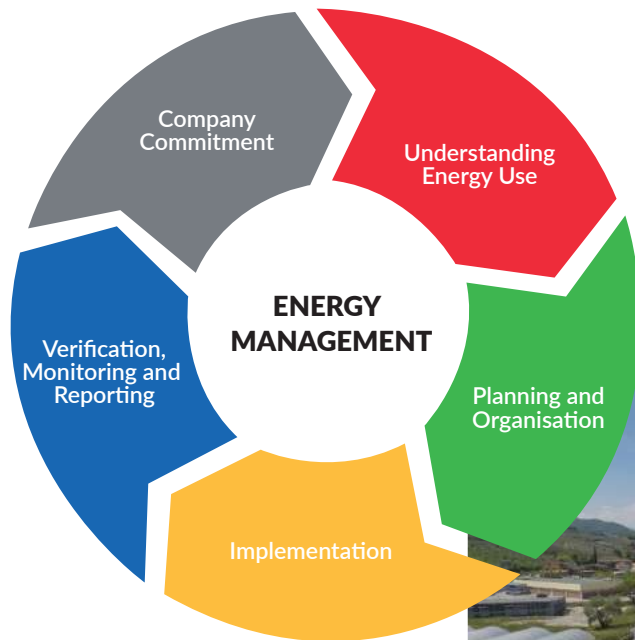 Company
Commitment
Understanding
Energy Use
ENERGY
MANAGEMENT
Verification,
Monitoring and
Reporting
Planning and
Organisation
Implementation